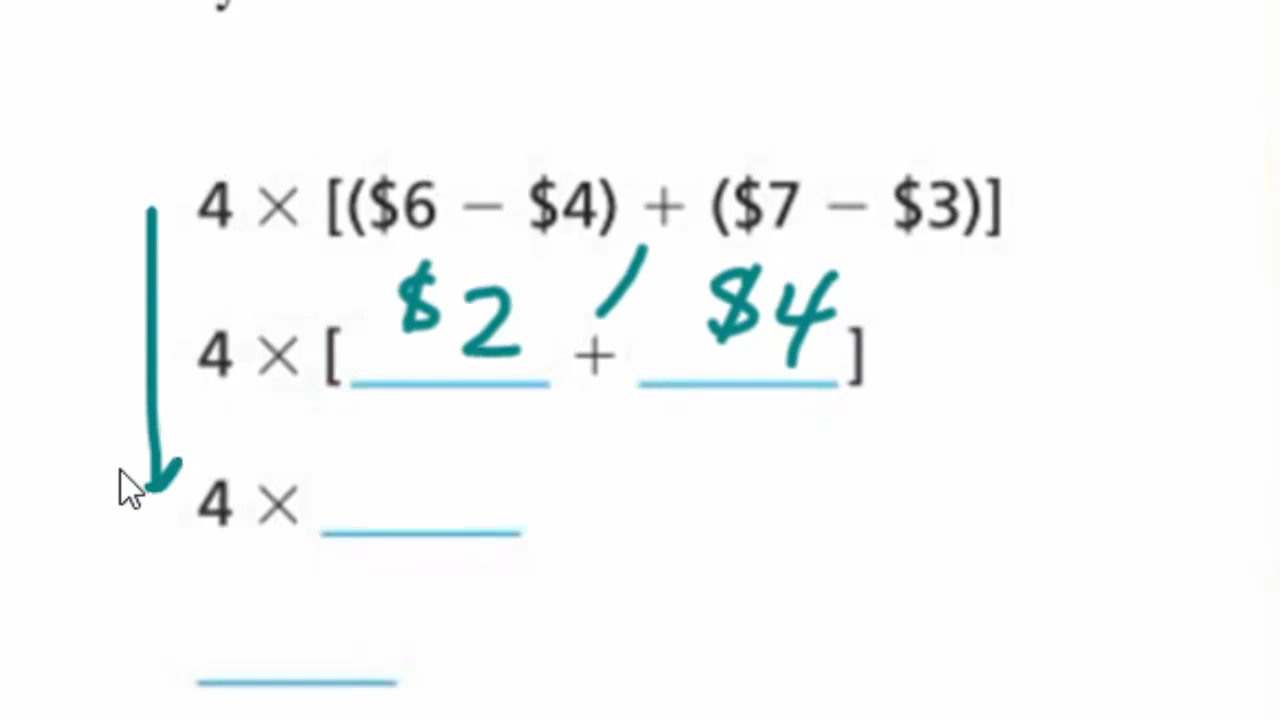 4 × [($6 − $4) + ($7 − $3)]
4 × [ $2 + $4 ]
4 ×